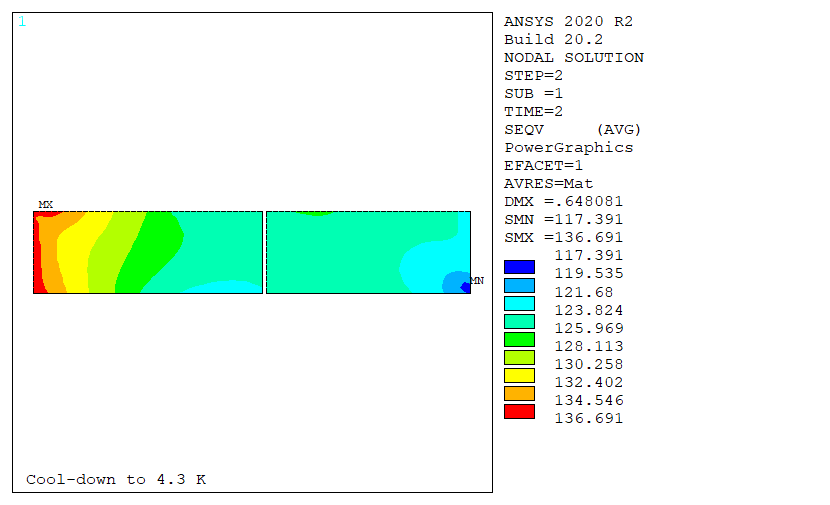 1
ANSYS 2020 R2
Build 20.2
NODAL SOLUTION
STEP=2
SUB =1
TIME=2
SEQV (AVG)
PowerGraphics
EFACET=1
AVRES=Mat
DMX =.648081
SMN =117.391
SMX =136.691
117.391
119.535
121.68
123.824
125.969
128.113
130.258
132.402
134.546
136.691
MX
MN
Cool-down to 4.3 K